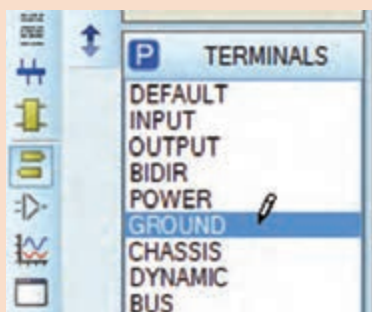 P TERMINALS
DEFAULT
INPUT
OUTPUT
BIDIR
POWER
GROUND
CHASSIS
DYNAMIC
BUS